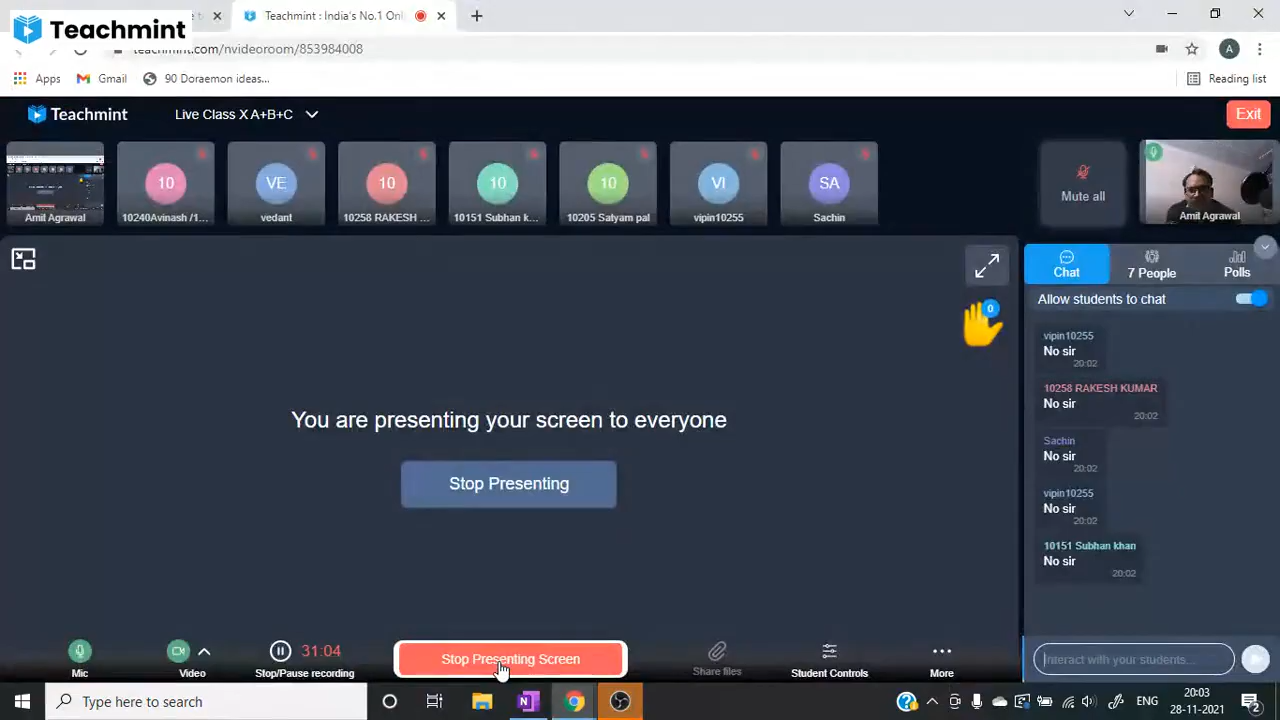 Teachmint
Teachmint : India's No.1 Onl
teachmint.com/nvideoroom/853984008
A
Apps
Gmail
90 Doraemon ideas...
Reading list
Teachmint
Live Class X A+B+C
Exit
10
VE
10
10
10
VI
SA
Mute all
Amil Agrawal
10240Avinash /1...
vedant
10258 RAKESH ...
10151 Subhan k...
10205 Satyam pal
vipin10255
Sachin
Amil Agrawal
Chat
7 People
Polls
Allow students to chat
0
vipin10255
No sir
20:02
10258 RAKESH KUMAR
No sir
20:02
Sachin
No sir
20:02
vipin10255
No sir
20:02
10151 Subhan khan
No sir
20:02
You are presenting your screen to everyone
Stop Presenting
Mic
Video
31:04
Stop/Pause recording
Stop Presenting Screen
Share files
Student Controls
More
Interact with your students...
Type here to search
ENG
20:03
28-11-2021
2